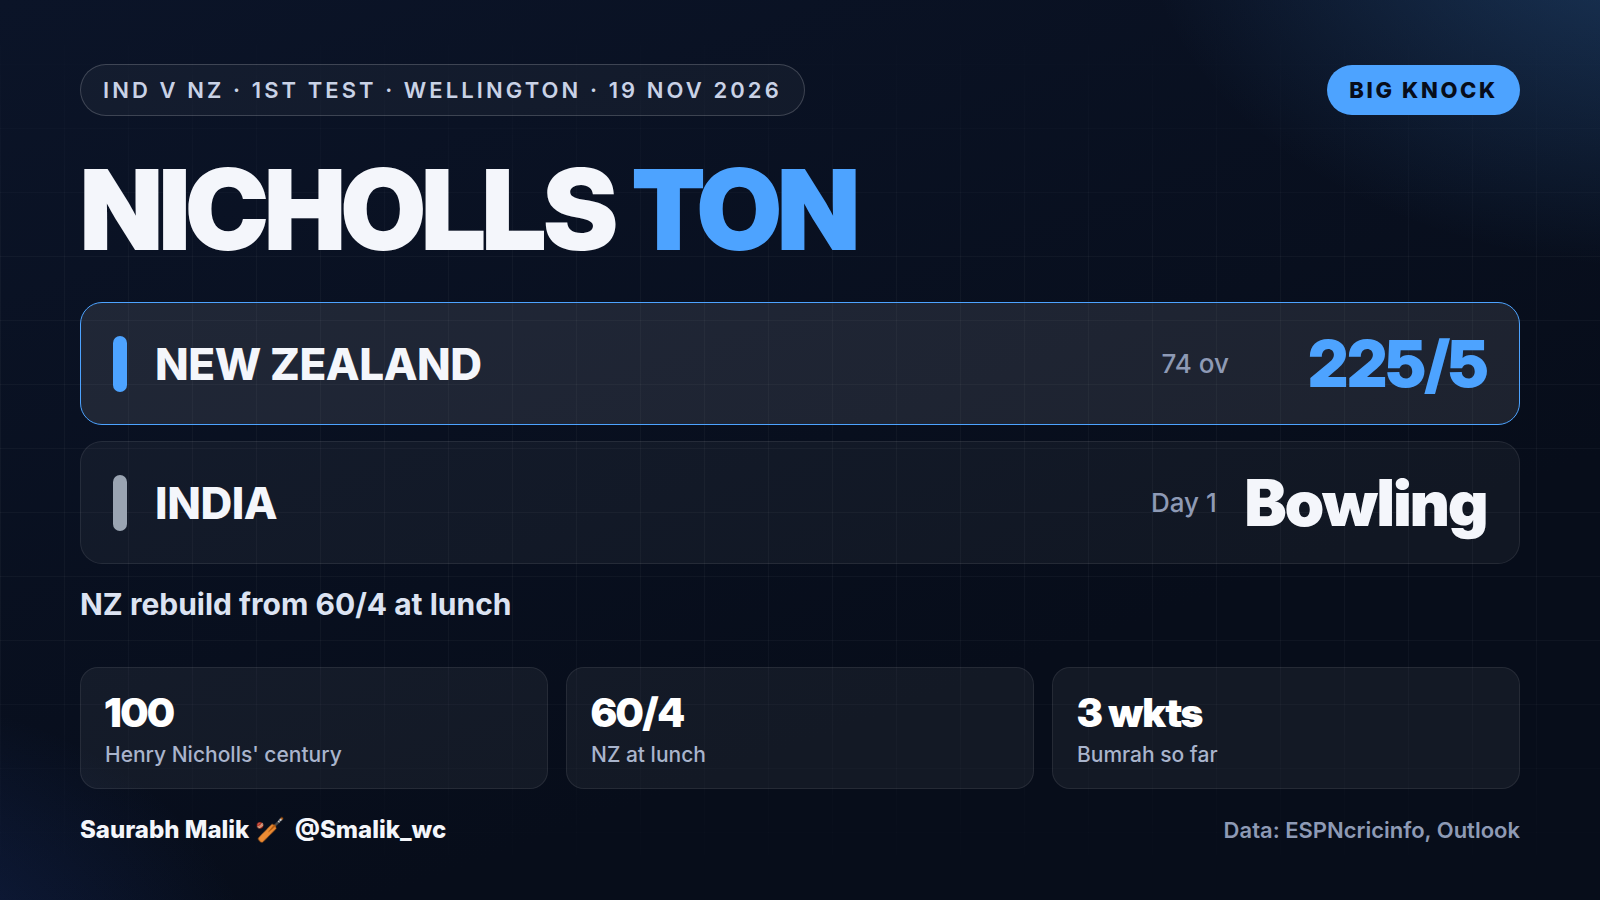 IND V NZ · 1ST TEST · WELLINGTON · 19 NOV 2026
BIG KNOCK
NICHOLLS TON
NEW ZEALAND 74 ov 225/5
INDIA Day 1 Bowling
NZ rebuild from 60/4 at lunch
100
Henry Nicholls' century
60/4
NZ at lunch
3 wkts
Bumrah so far
Saurabh Malik 🏏 @Smalik_wc
Data: ESPNcricinfo, Outlook